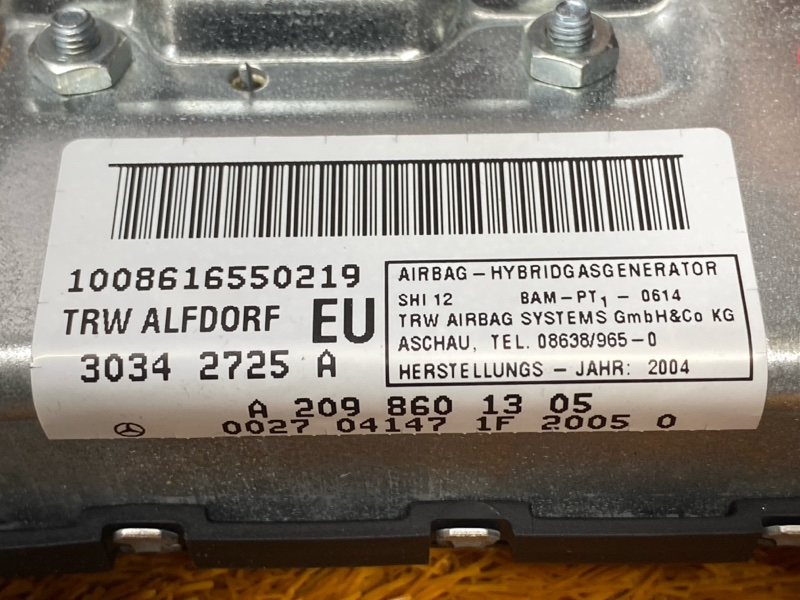 1008616550219
TRW ALFDORF EU
30342 2725 A
AIRBAG – HYBRIDGASGENERATOR
SHI 12 BAM–PT1 – 0614
TRW AIRBAG SYSTEMS GmbH&Co KG
ASCHAU, TEL. 08638/965–0
HERSTELLUNGS – JAHR: 2004
A 209 860 13 05
0027 04147 1F 2005 0